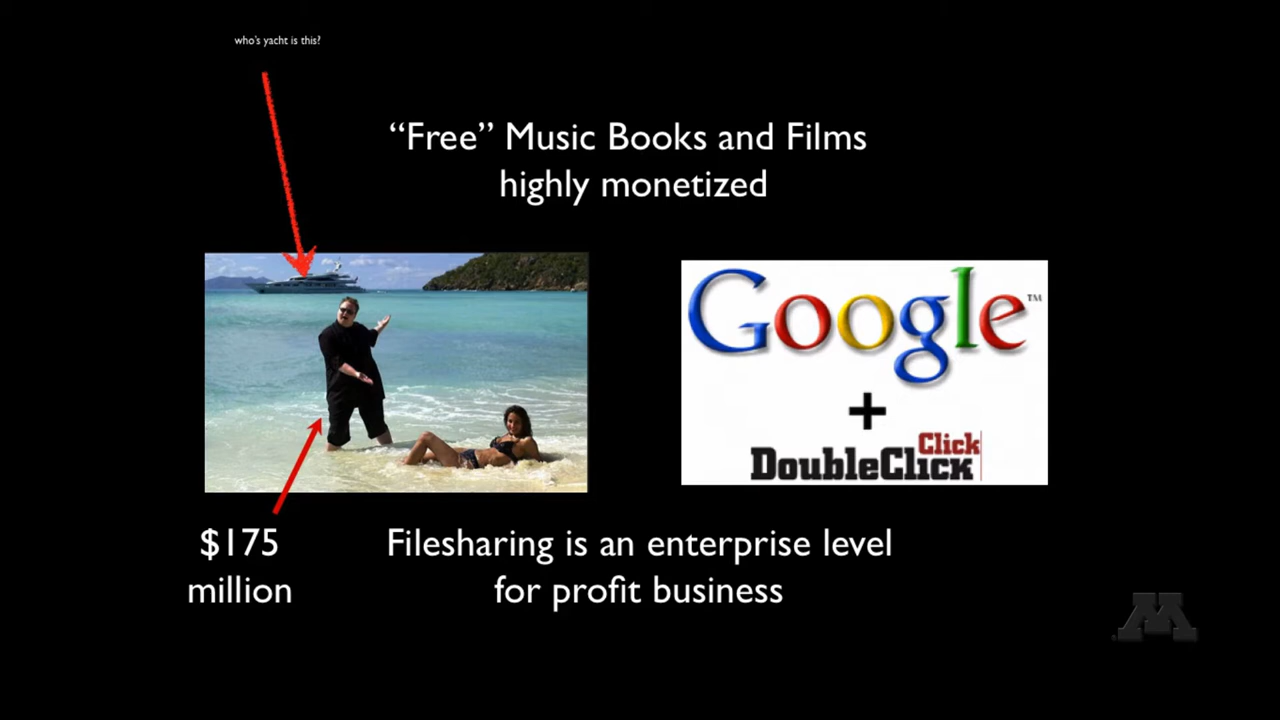 who's yacht is this?
“Free” Music Books and Films
highly monetized
Google™
+
Click
DoubleClick
$175
million
Filesharing is an enterprise level
for profit business
M